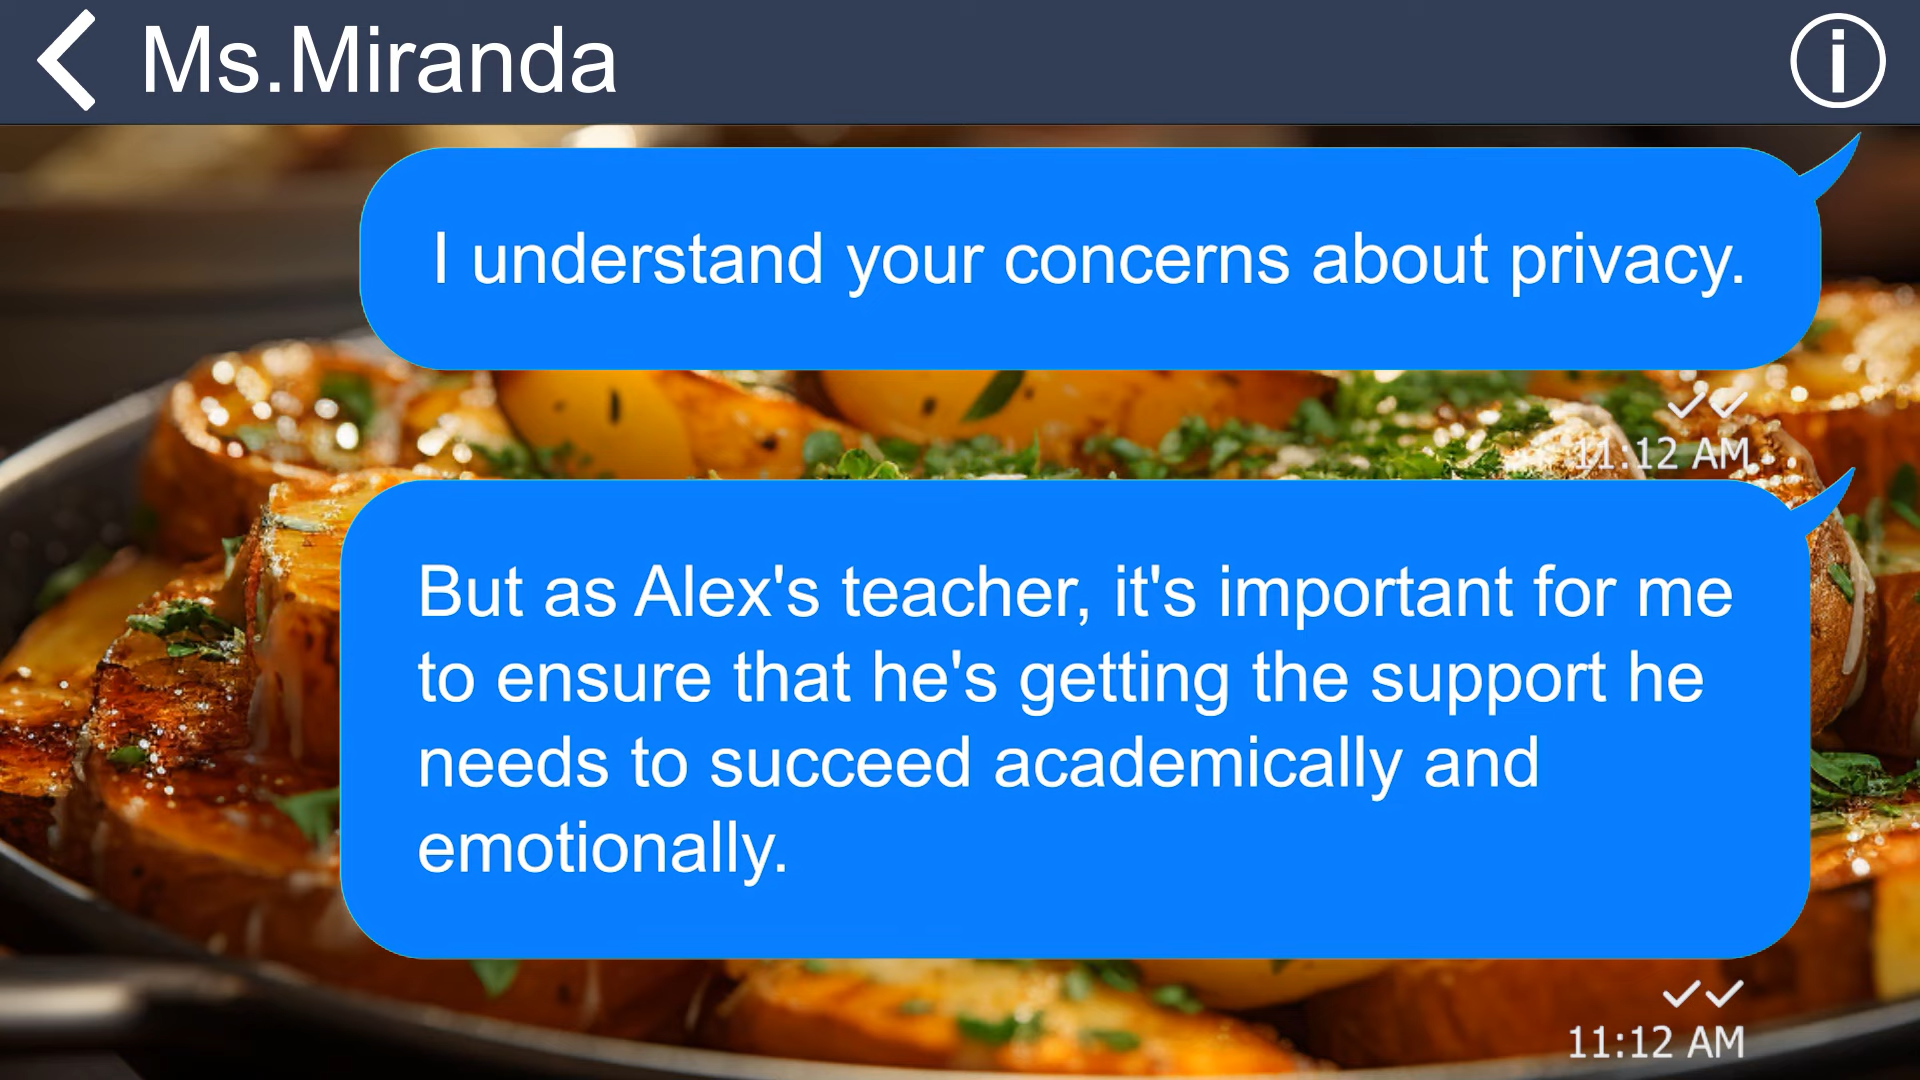 Ms.Miranda
I understand your concerns about privacy.
11:12 AM
But as Alex's teacher, it's important for me
to ensure that he's getting the support he
needs to succeed academically and
emotionally.
11:12 AM